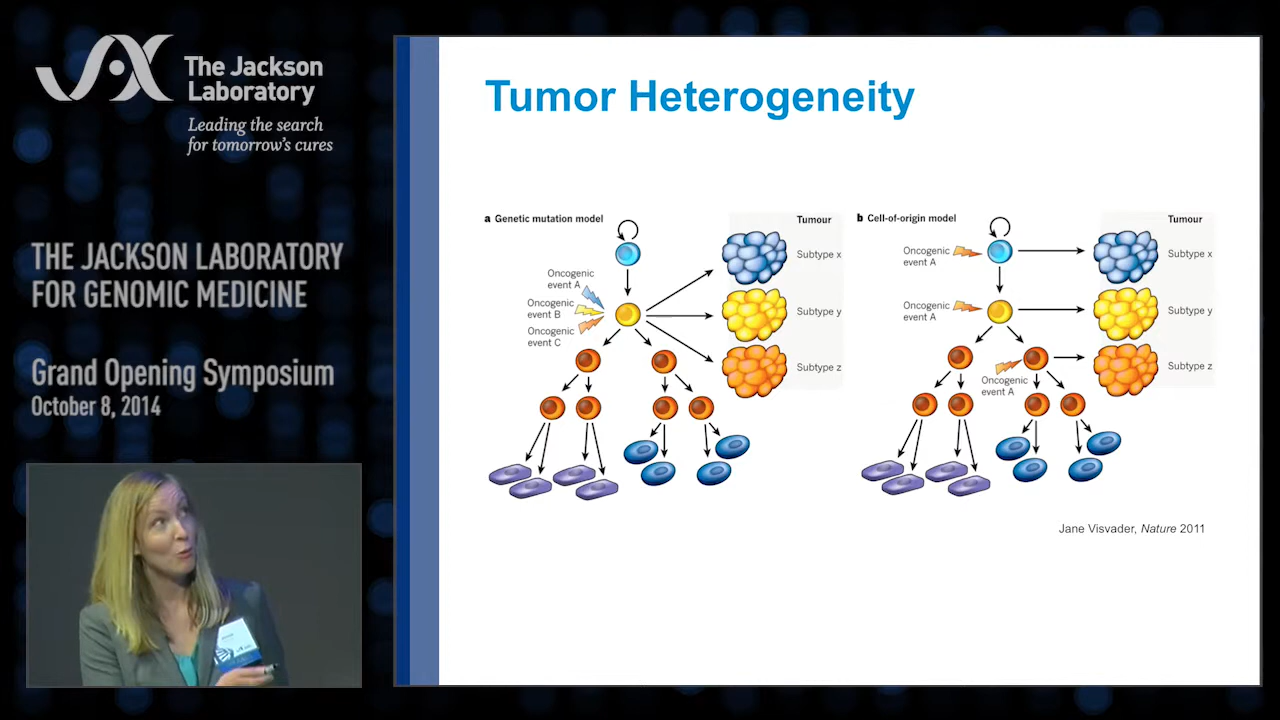 JAX
The Jackson
Laboratory
Leading the search
for tomorrow's cures
THE JACKSON LABORATORY
FOR GENOMIC MEDICINE
Grand Opening Symposium
October 8, 2014
Tumor Heterogeneity
a Genetic mutation model
Tumour
Oncogenic
event A
Oncogenic
event B
Oncogenic
event C
Subtype x
Subtype y
Subtype z
b Cell-of-origin model
Tumour
Oncogenic
event A
Oncogenic
event A
Oncogenic
event A
Subtype x
Subtype y
Subtype z
Jane Visvader, Nature 2011